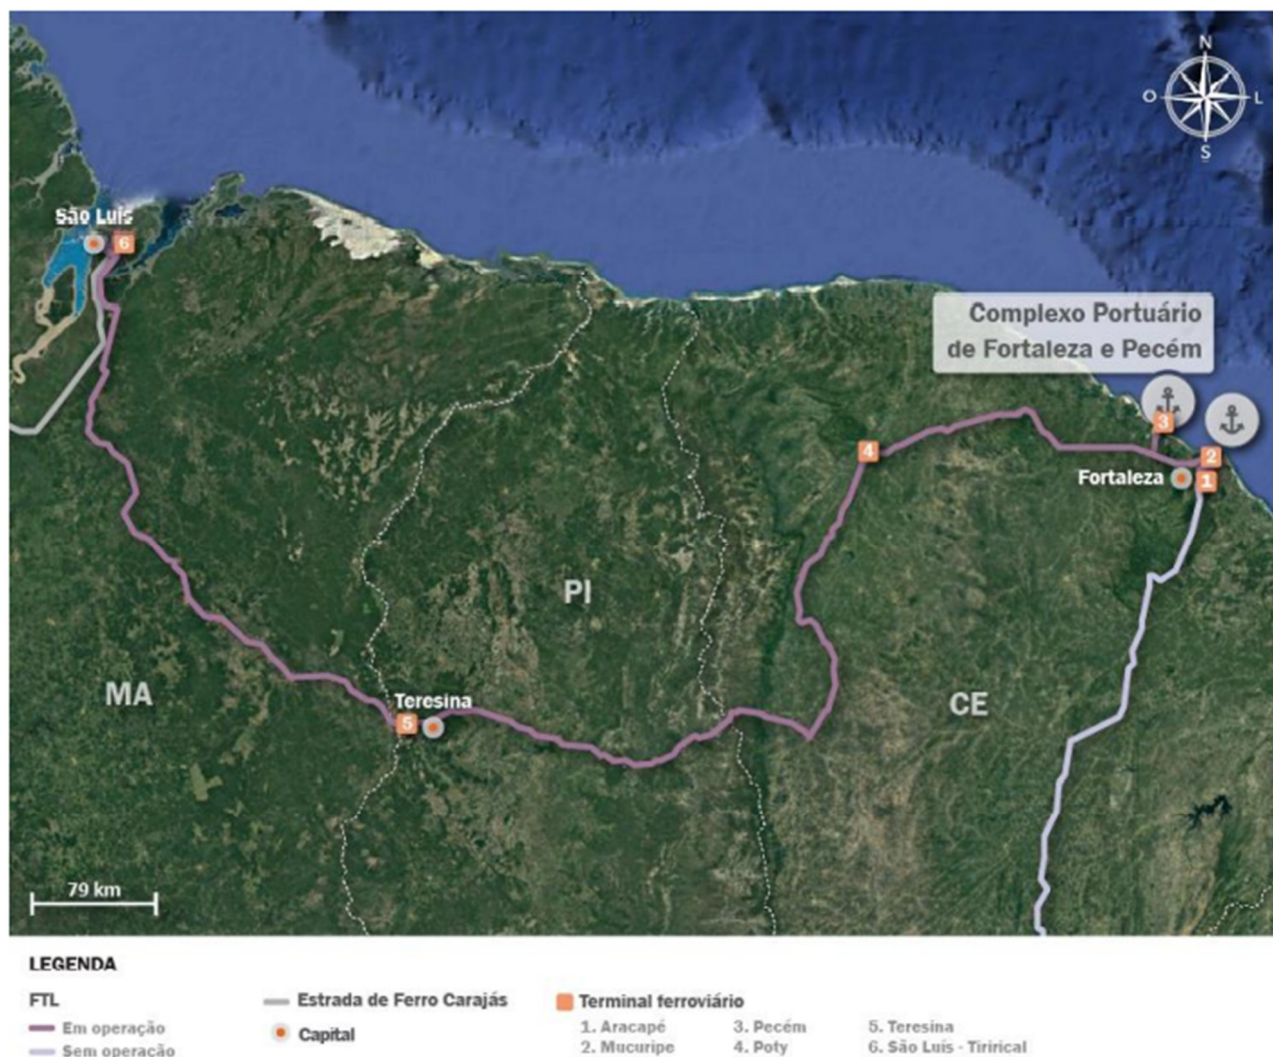 N
O L
S
São Luís
6
Complexo Portuário
de Fortaleza e Pecém
3
4
2
Fortaleza
1
PI
MA
Teresina
CE
5
79 km
LEGENDA
FTL
Em operação
Sem operação
Estrada de Ferro Carajás
Capital
Terminal ferroviário
1. Aracapé
2. Mucuripe
3. Pecém
4. Poty
5. Teresina
6. São Luís - Tirirical